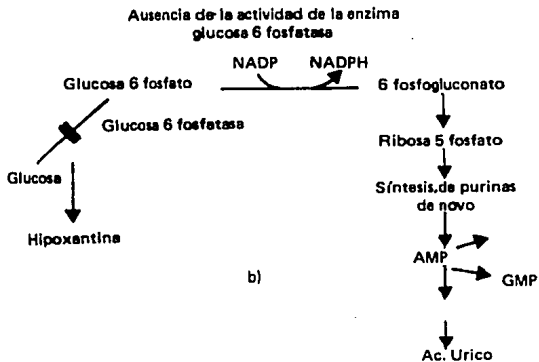 Ausencia de la actividad de la enzima
glucosa 6 fosfatasa
NADP NADPH
Glucosa 6 fosfato
6 fosfogluconato
Glucosa 6 fosfatasa
Ribosa 5 fosfato
Glucosa
Síntesis de purinas
de novo
Hipoxantina
AMP
GMP
b)
Ac. Urico